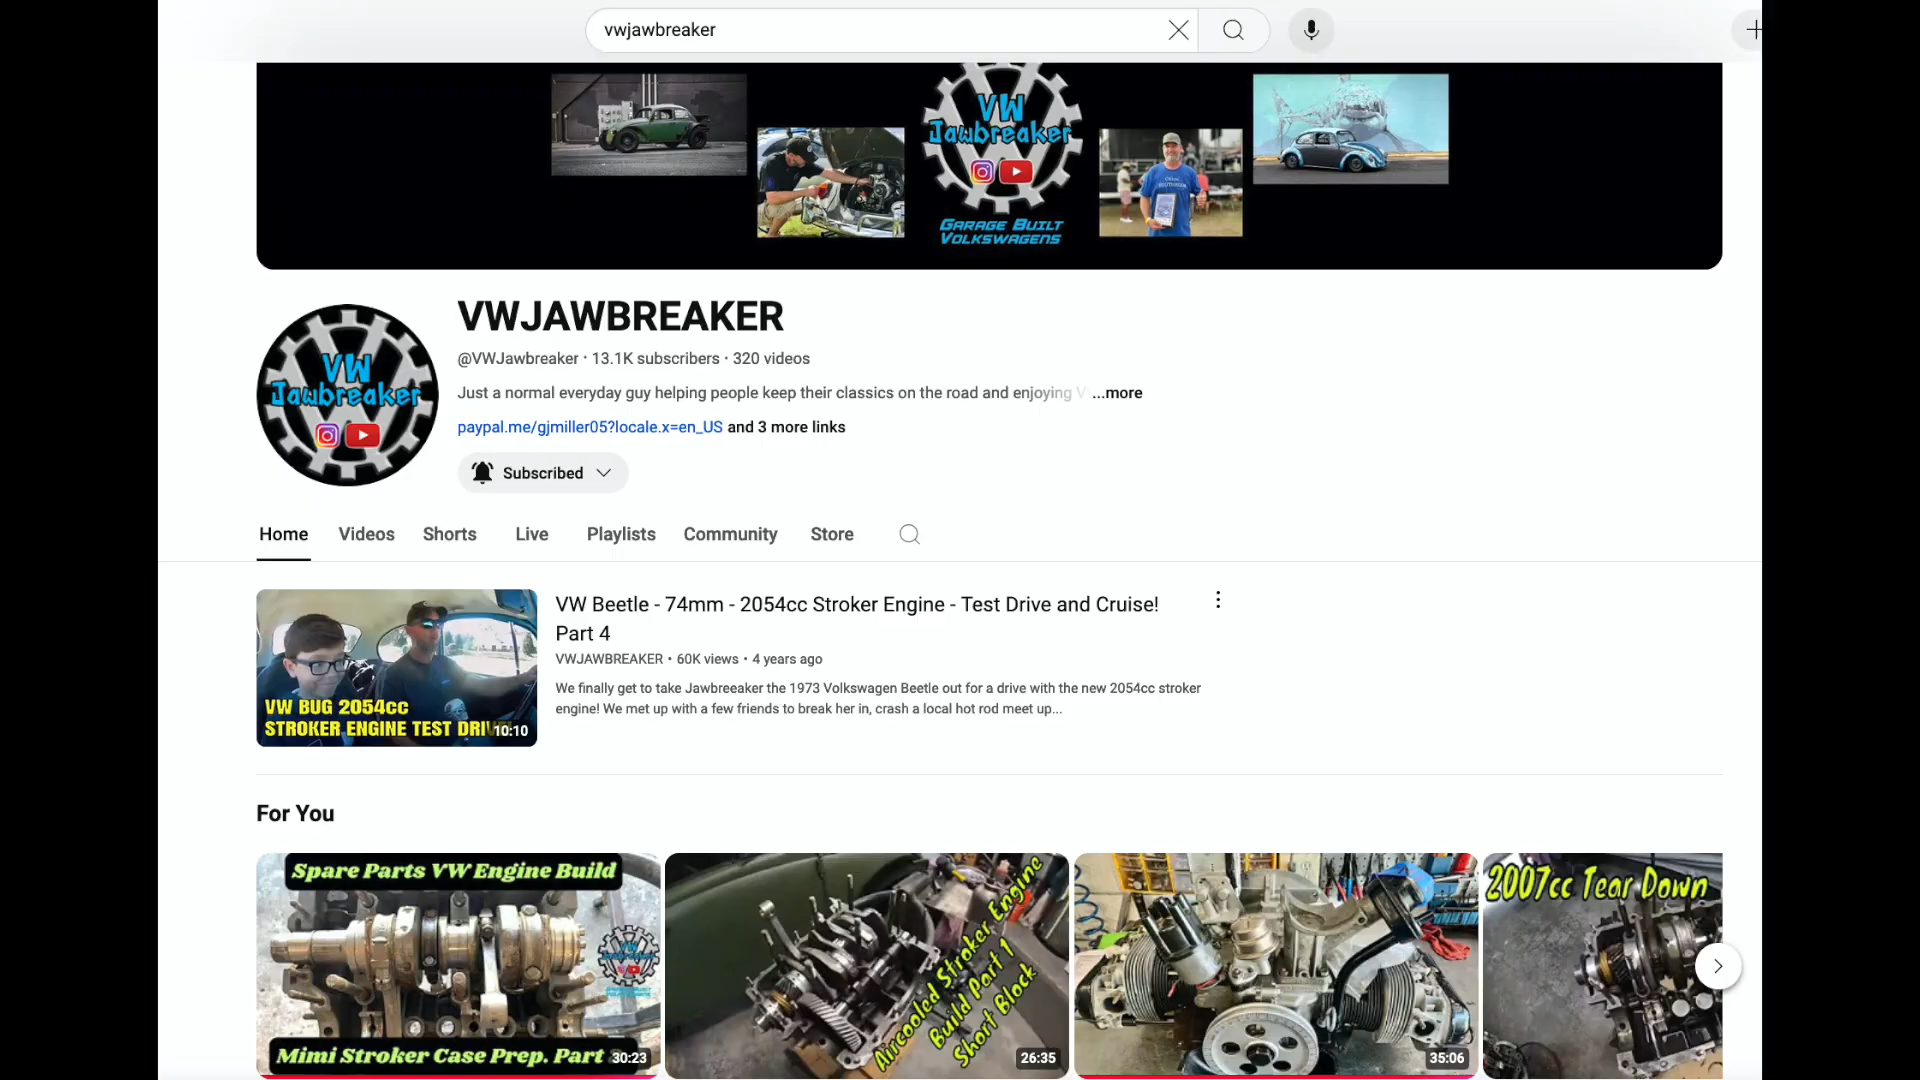 vwjawbreaker
VW
Jawbreaker
GARAGE BUILT
VOLKSWAGENS
VWJAWBREAKER
@VWJawbreaker · 13.1K subscribers · 320 videos
Just a normal everyday guy helping people keep their classics on the road and enjoying V ...more
paypal.me/gjmiller05?locale.x=en_US and 3 more links
VW
Jawbreaker
Subscribed
Home Videos Shorts Live Playlists Community Store
VW Beetle - 74mm - 2054cc Stroker Engine - Test Drive and Cruise!
Part 4
VWJAWBREAKER • 60K views • 4 years ago
We finally get to take Jawbreeaker the 1973 Volkswagen Beetle out for a drive with the new 2054cc stroker
engine! We met up with a few friends to break her in, crash a local hot rod meet up...
VW BUG 2054cc
STROKER ENGINE TEST DRIV
10:10
For You
Spare Parts VW Engine Build
VW
Jawbreaker
Mimi Stroker Case Prep. Part
30:23
Aircooled Stroker Engine
Build Part 1
Short Block
26:35
35:06
2007cc Tear Down